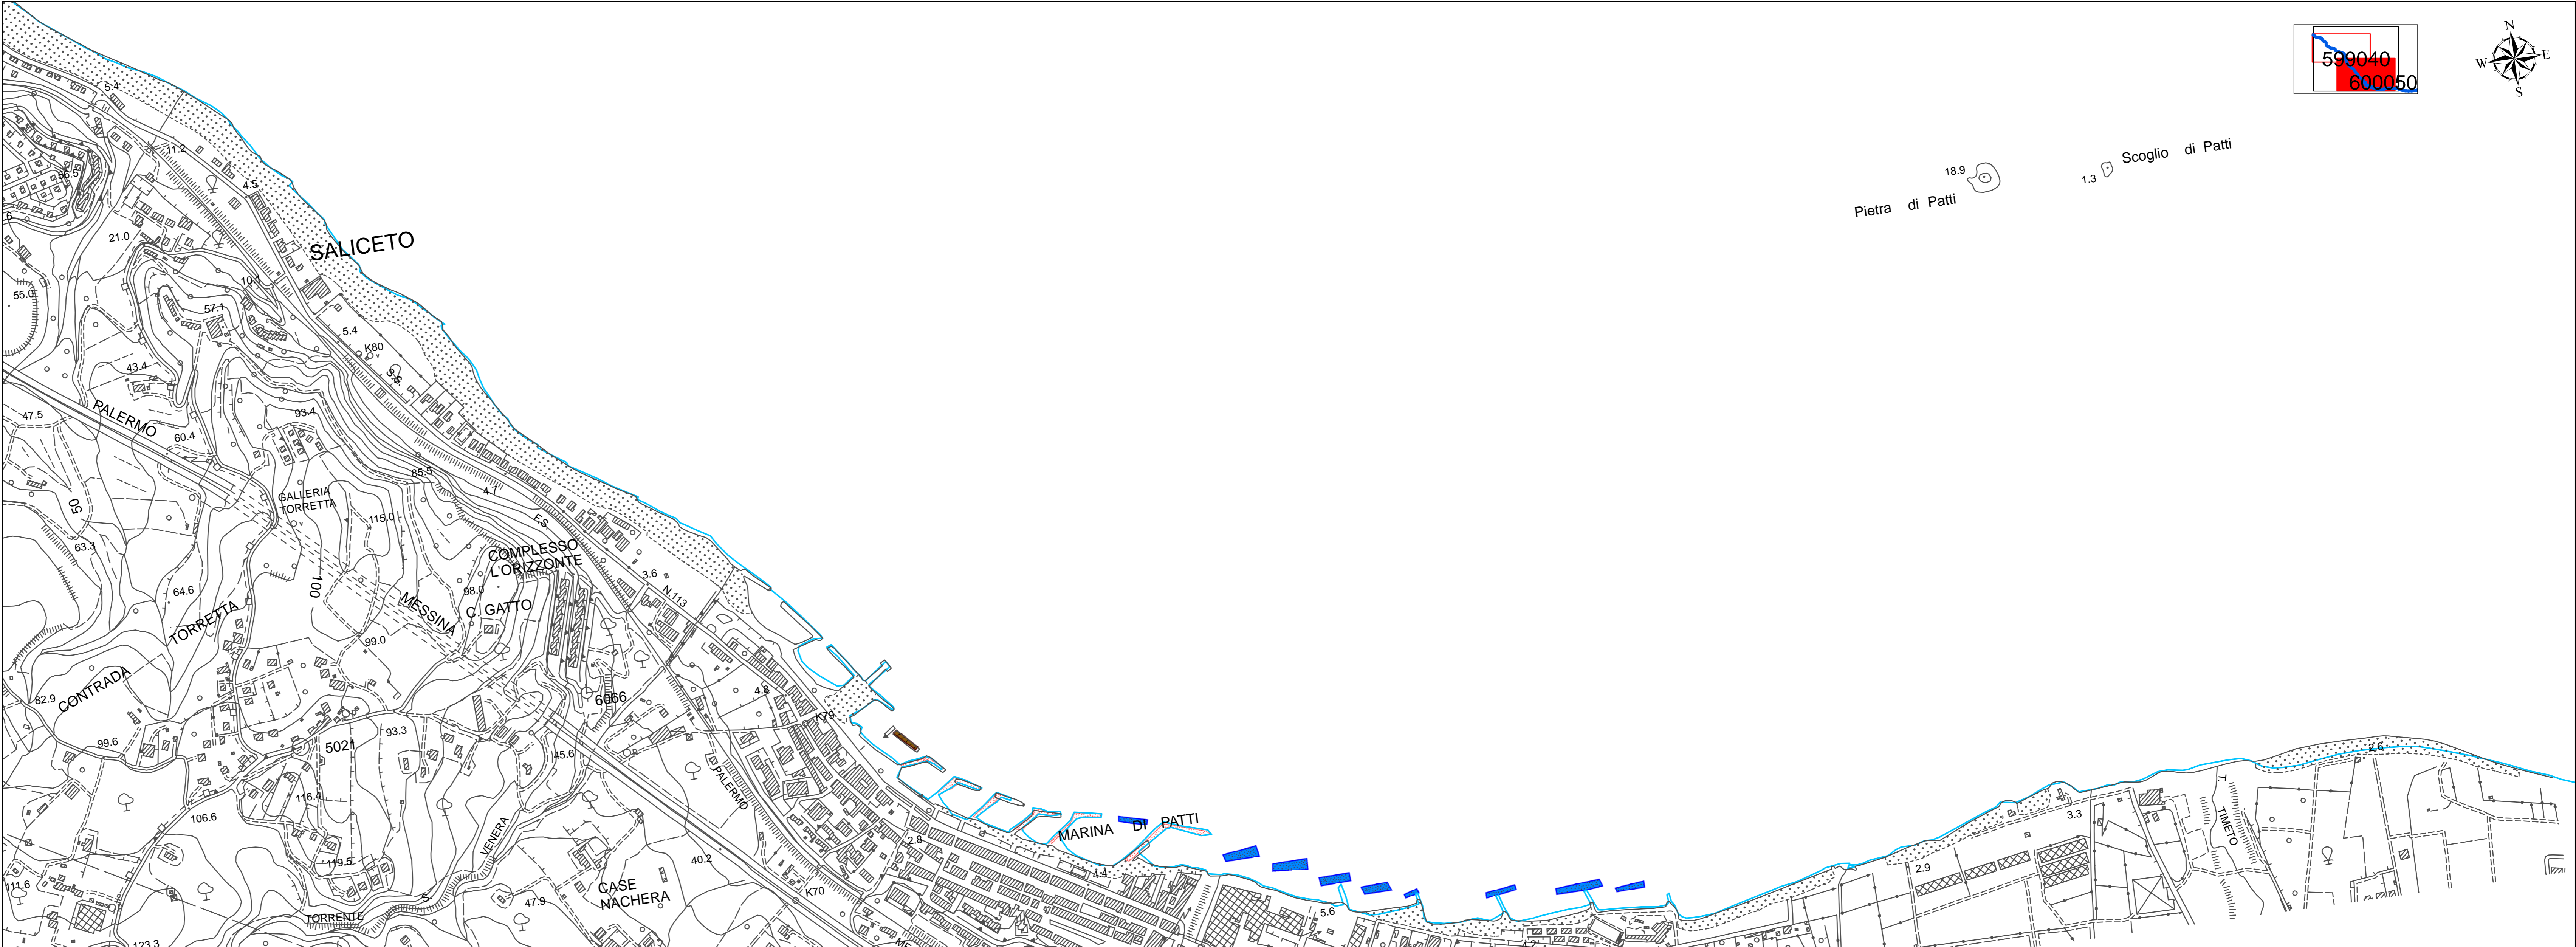 N
W E
S
599040
600050
5.4
11.2
56.5
4.5
.6
21.0
SALICETO
10.1
55.0
57.1
5.4
K80
S.S.
43.4
PALERMO
47.5
93.4
60.4
85.5
4.7
50
GALLERIA
TORRETTA
115.0
ES
63.3
COMPLESSO
L'ORIZZONTE
3.6
N.113
100
98.0
64.6
MESSINA
C. GATTO
TORRETTA
99.0
CONTRADA
82.9
6066
4.8
K79
99.6
5021
93.3
45.6
PALERMO
116.4
106.6
VENERA
119.5
2.8
40.2
4.4
MARINA DI PATTI
111.6
CASE
NACHERA
K70
47.9
S.
TORRENTE
123.3
5.6
4.2
18.9
Pietra di Patti
1.3
Scoglio di Patti
2.6
3.3
2.9
T. TIMETO